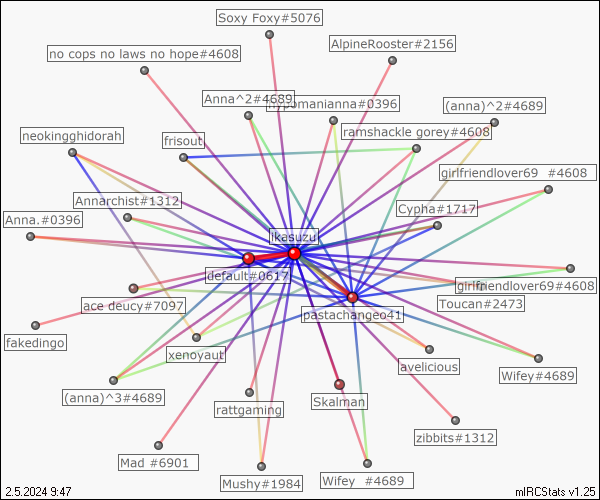 Soxy Foxy#5076
AlpineRooster#2156
no cops no laws no hope#4608
Anna^2#4689
hypomanianna#0396
(anna)^2#4689
neokingghidorah
frisout
ramshackle gorey#4608
girlfriendlover69 #4608
Annarchist#1312
Cypha#1717
Anna.#0396
ikasuzu
default#0617
girlfriendlover69#4608
ace deucy#7097
Toucan#2473
pastachangeo41
fakedingo
xenoyaut
avelicious
Wifey#4689
(anna)^3#4689
rattgaming
Skalman
zibbits#1312
Mad #6901
Mushy#1984
Wifey #4689
2.5.2024 9:47
mIRCStats v1.25